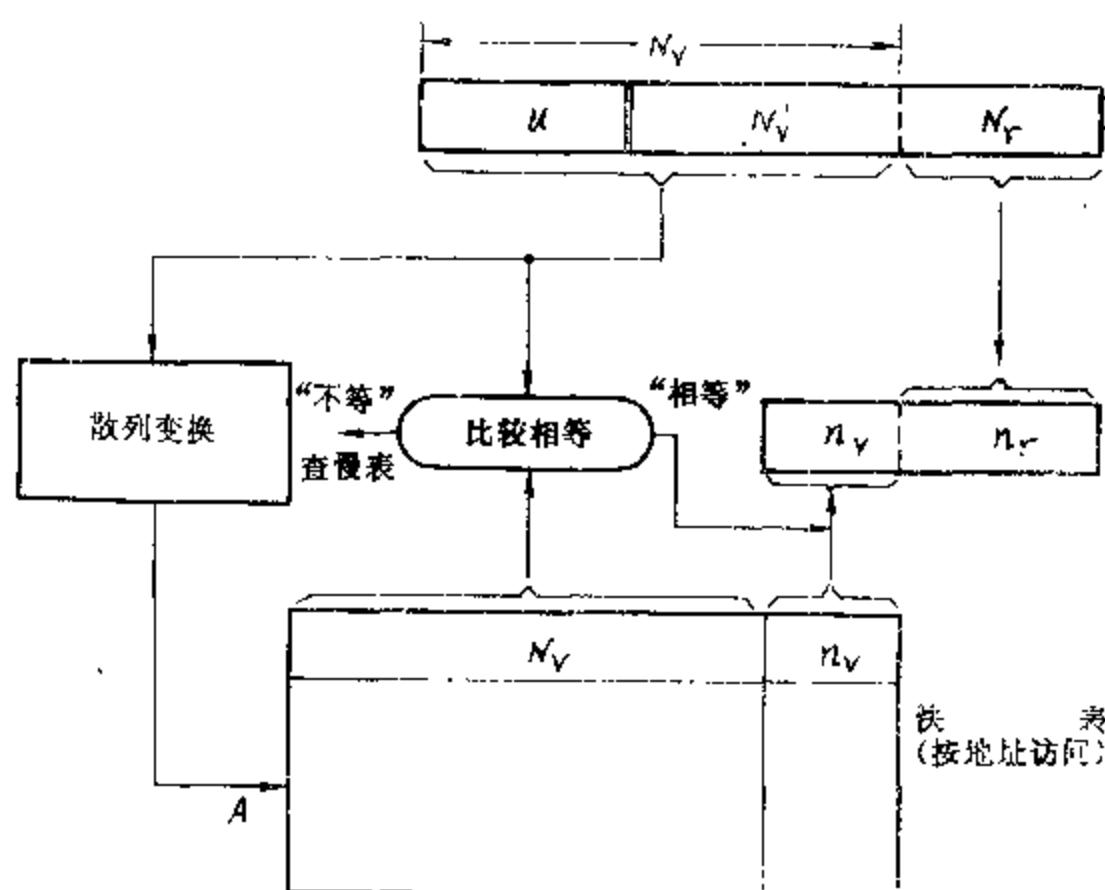 N_v
u N_v' N_r
散列变换
“不等”
查慢表
比较相等
“相等”
n_v n_r
N_v n_v
快 表
(按地址访问)
A